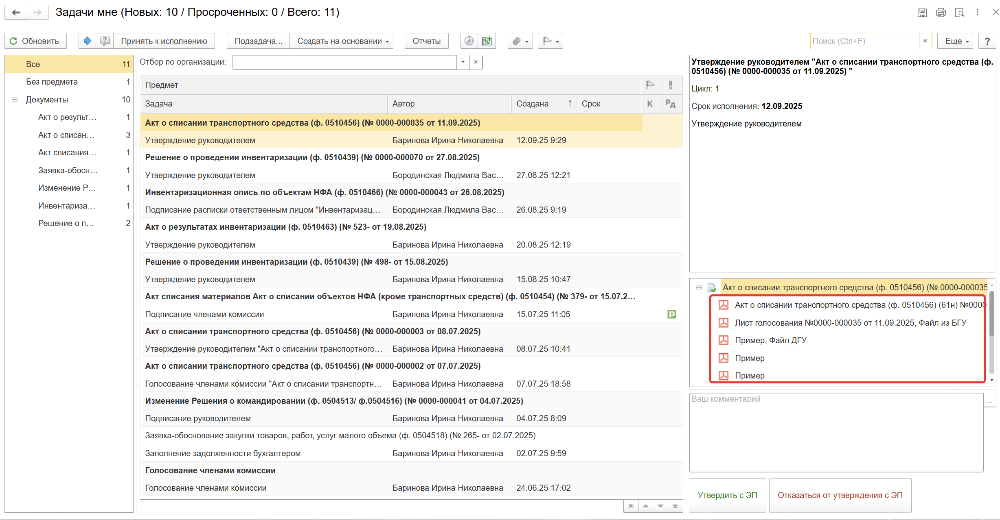 Задачи мне (Новых: 10 / Просроченных: 0 / Всего: 11)
Обновить
Принять к исполнению
Подзадача...
Создать на основании
Отчеты
Поиск (Ctrl+F)
×
Еще
?
Все 11
Без предмета 1
Документы 10
Акт о результ... 1
Акт о списан... 3
Акт списания... 1
Заявка-обосн... 1
Изменение Р... 1
Инвентариза... 1
Решение о п... 2
Отбор по организации:
×
Предмет
Задача Автор Создана ↑ Срок К Рд
Акт о списании транспортного средства (ф. 0510456) (№ 0000-000035 от 11.09.2025)
Утверждение руководителем Баринова Ирина Николаевна 12.09.25 9:29
Решение о проведении инвентаризации (ф. 0510439) (№ 0000-000070 от 27.08.2025)
Утверждение руководителем Бородинская Людмила Вас... 27.08.25 12:21
Инвентаризационная опись по объектам НФА (ф. 0510466) (№ 0000-000043 от 26.08.2025)
Подписание расписки ответственным лицом "Инвентаризац... Бородинская Людмила Вас... 26.08.25 9:19
Акт о результатах инвентаризации (ф. 0510463) (№ 523- от 19.08.2025)
Утверждение руководителем Баринова Ирина Николаевна 20.08.25 12:19
Решение о проведении инвентаризации (ф. 0510439) (№ 498- от 15.08.2025)
Утверждение руководителем Баринова Ирина Николаевна 15.08.25 10:47
Акт списания материалов Акт о списании объектов НФА (кроме транспортных средств) (ф. 0510454) (№ 379- от 15.07.2...
Подписание членами комиссии Баринова Ирина Николаевна 15.07.25 11:05 P
Акт о списании транспортного средства (ф. 0510456) (№ 0000-000003 от 08.07.2025)
Утверждение руководителем "Акт о списании транспортного... Баринова Ирина Николаевна 08.07.25 10:41
Акт о списании транспортного средства (ф. 0510456) (№ 0000-000002 от 07.07.2025)
Голосование членами комиссии "Акт о списании транспортн... Баринова Ирина Николаевна 07.07.25 18:58
Изменение Решения о командировании (ф. 0504513/ ф.0504516) (№ 0000-000041 от 04.07.2025)
Подписание руководителем Баринова Ирина Николаевна 04.07.25 8:09
Заявка-обоснование закупки товаров, работ, услуг малого объема (ф. 0504518) (№ 265- от 02.07.2025)
Заполнение задолженности бухгалтером Баринова Ирина Николаевна 02.07.25 9:59
Голосование членами комиссии
Голосование членами комиссии Баринова Ирина Николаевна 24.06.25 17:02
Утверждение руководителем "Акт о списании транспортного средства (ф.
0510456) (№ 0000-000035 от 11.09.2025) "
Цикл: 1
Срок исполнения: 12.09.2025
Утверждение руководителем
Акт о списании транспортного средства (ф. 0510456) (№ 0000-000035
Акт о списании транспортного средства (ф. 0510456) (61н) №0000-
Лист голосования №0000-000035 от 11.09.2025, Файл из БГУ
Пример, Файл ДГУ
Пример
Пример
Ваш комментарий
...
Утвердить с ЭП
Отказаться от утверждения с ЭП